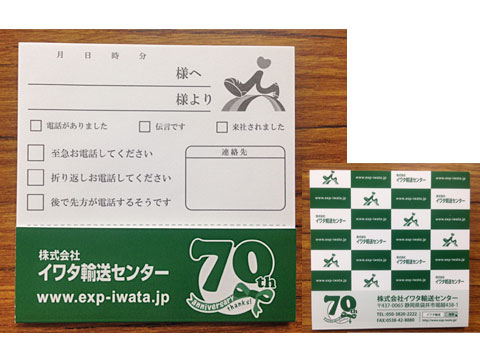 月 日 時 分
様へ
様より
電話がありました 伝言です 来社されました
至急お電話してください
折り返しお電話してください
後で先方が電話するそうです
連絡先
株式会社
イワタ輸送センター
www.exp-iwata.jp
70th
Anniversary
thanks!
www.exp-iwata.jp
イワタ輸送センター
70th
株式会社イワタ輸送センター
〒437-0065 静岡県袋井市堀越438-1
TEL:050-3820-2222
FAX:0538-42-8880
イワタ輸送